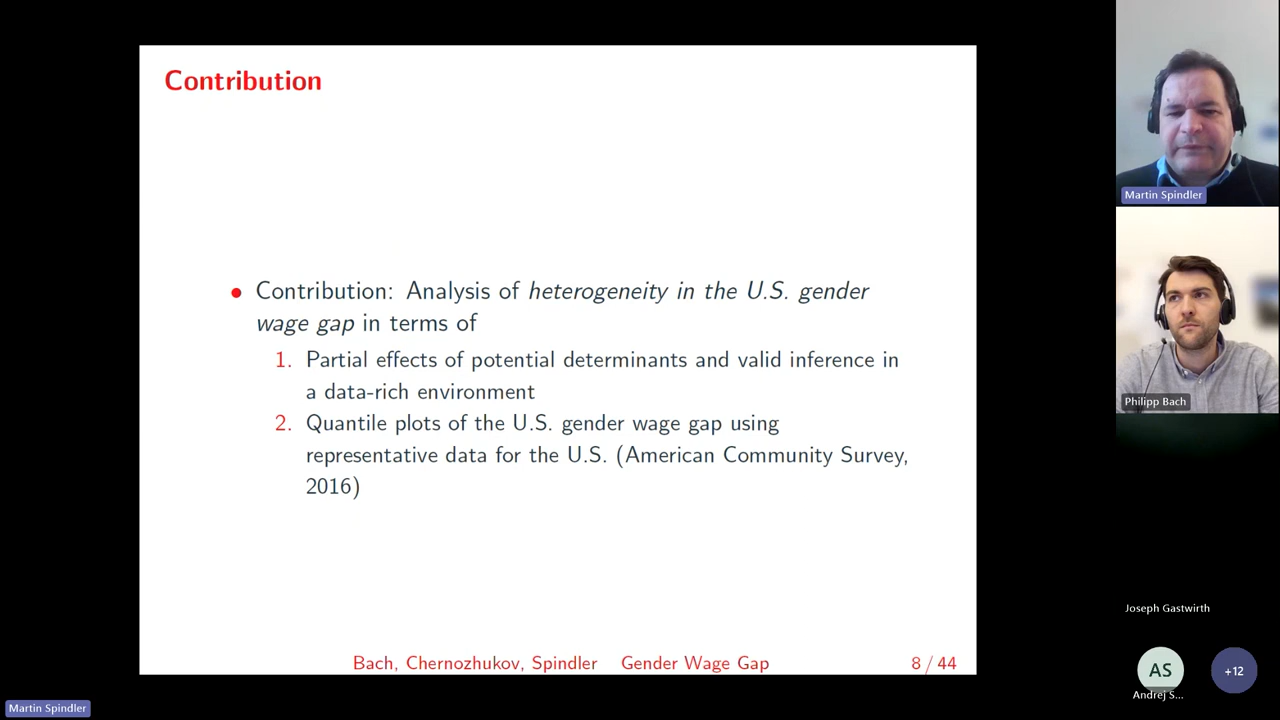 Contribution
• Contribution: Analysis of heterogeneity in the U.S. gender
wage gap in terms of
1. Partial effects of potential determinants and valid inference in
a data-rich environment
2. Quantile plots of the U.S. gender wage gap using
representative data for the U.S. (American Community Survey,
2016)
Bach, Chernozhukov, Spindler Gender Wage Gap 8 / 44
Martin Spindler
Philipp Bach
Joseph Gastwirth
AS
+12
Andrej S...
Martin Spindler